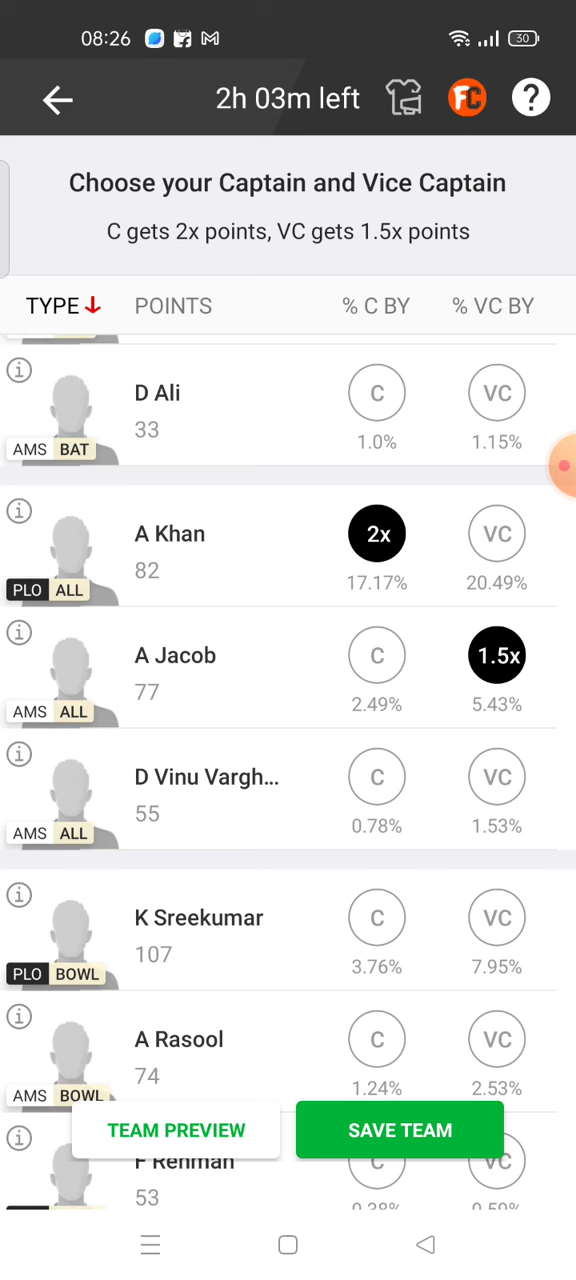 08:26
30
2h 03m left
FC
?
Choose your Captain and Vice Captain
C gets 2x points, VC gets 1.5x points
TYPE POINTS % C BY % VC BY
D Ali
33
AMS BAT
C
1.0%
VC
1.15%
A Khan
82
PLO ALL
2x
17.17%
VC
20.49%
A Jacob
77
AMS ALL
C
2.49%
1.5x
5.43%
D Vinu Vargh...
55
AMS ALL
C
0.78%
VC
1.53%
K Sreekumar
107
PLO BOWL
C
3.76%
VC
7.95%
A Rasool
74
AMS BOWL
C
1.24%
VC
2.53%
TEAM PREVIEW
SAVE TEAM
F Rehman
53
C
VC